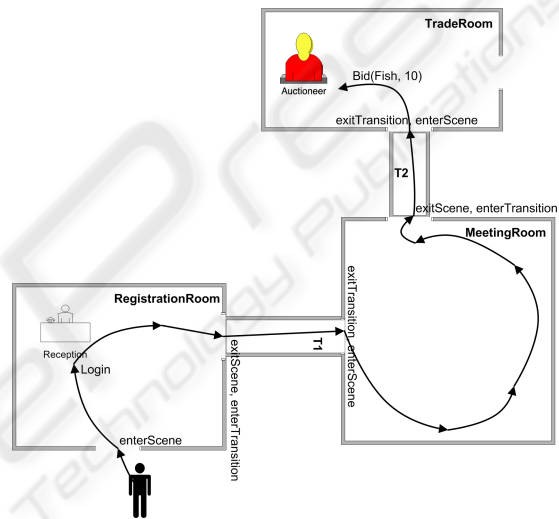 TradeRoom
Bid(Fish, 10)
Auctioneer
exitTransition, enterScene
T2
exitScene, enterTransition
MeetingRoom
RegistrationRoom
Reception
Login
enterScene
exitScene, enterTransition
T1
exitTransition, enterScene